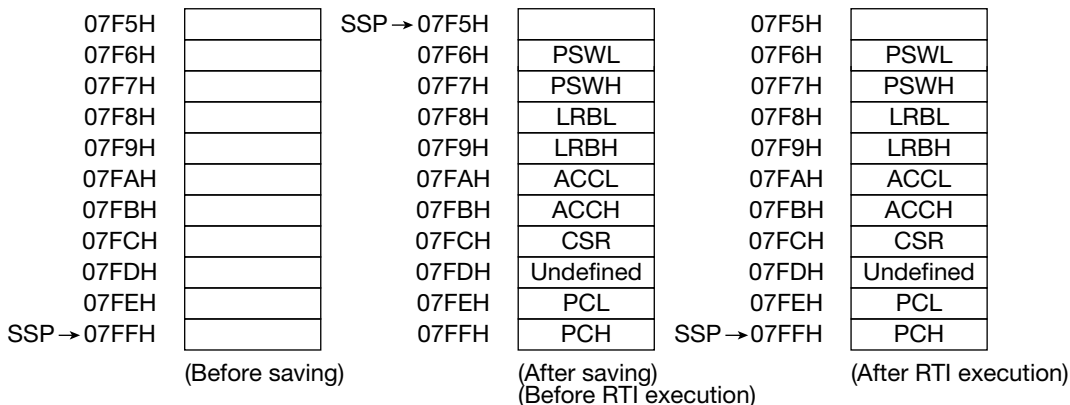 07F5H SSP→07F5H 07F5H
07F6H 07F6H PSWL 07F6H PSWL
07F7H 07F7H PSWH 07F7H PSWH
07F8H 07F8H LRBL 07F8H LRBL
07F9H 07F9H LRBH 07F9H LRBH
07FAH 07FAH ACCL 07FAH ACCL
07FBH 07FBH ACCH 07FBH ACCH
07FCH 07FCH CSR 07FCH CSR
07FDH 07FDH Undefined 07FDH Undefined
07FEH 07FEH PCL 07FEH PCL
SSP→07FFH 07FFH PCH SSP→07FFH PCH
(Before saving) (After saving) (After RTI execution)
(Before RTI execution)